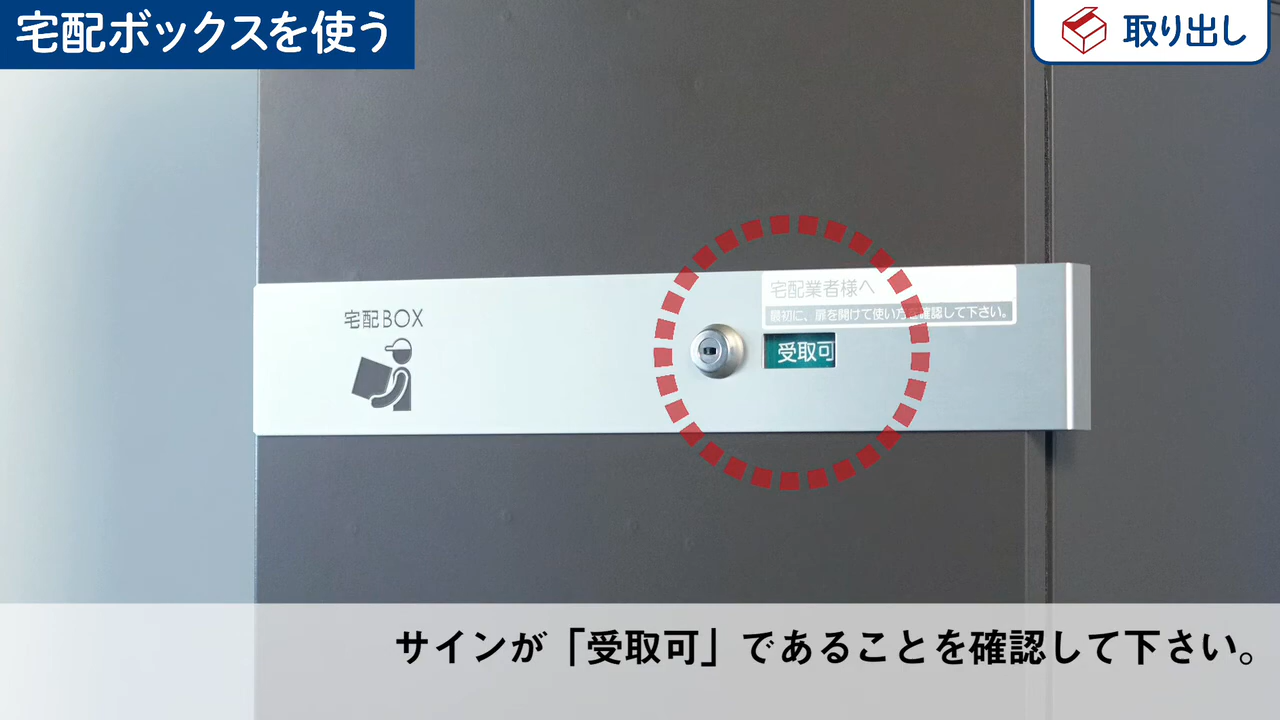 宅配ボックスを使う
取り出し
宅配業者様へ
最初に、扉を開けて使い方を確認して下さい。
宅配BOX
受取可
サインが「受取可」であることを確認して下さい。